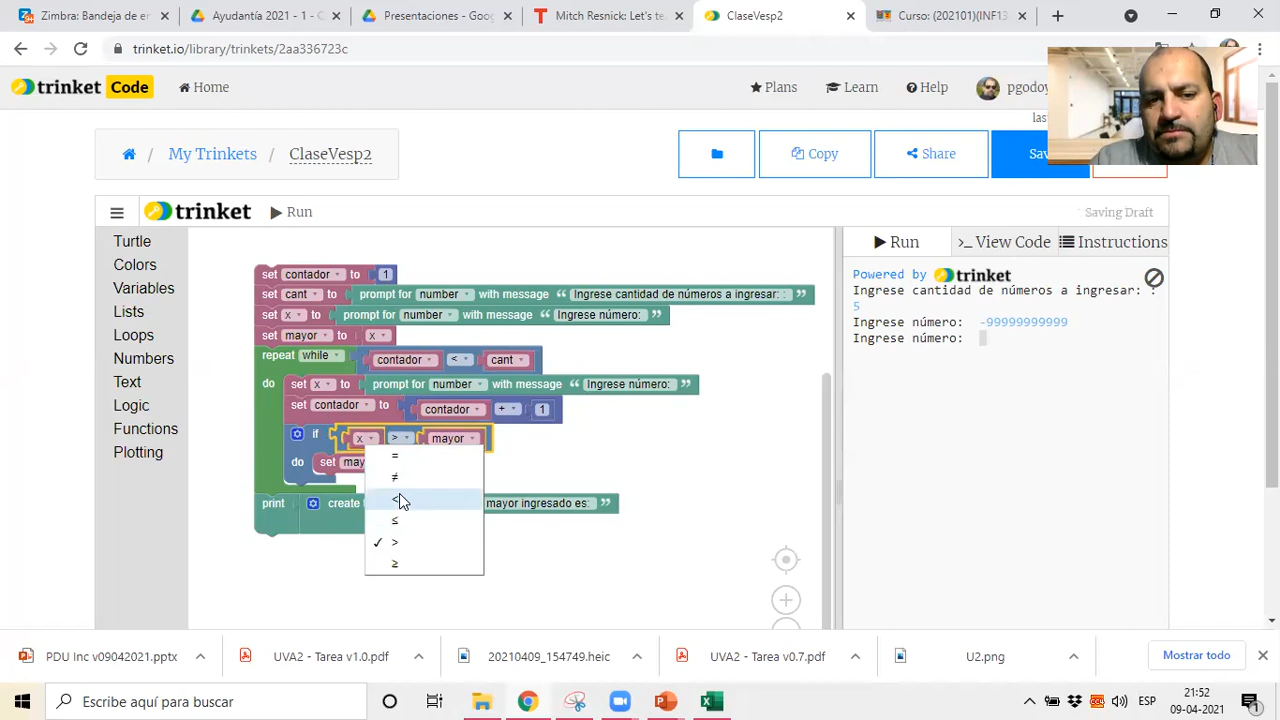 Zonas de aprendizaje
Ayudantía 2021 - 1 - C
Presentaciones - Goog
Mitch Resnick: Let's te
ClaseVesp2
Curso: (202101)(INF13
trinket.io/library/trinkets/2aa336723c
trinket Code
Home
Plans
Learn
Help
pgodoy
las
My Trinkets / ClaseVesp2
Copy
Share
Sav
trinket
Run
Saving Draft
Turtle
Colors
Variables
Lists
Loops
Numbers
Text
Logic
Functions
Polling
set contador to 1
set cant to prompt for number with message “ Ingrese cantidad de números a ingresar: : ”
set x to prompt for number with message “ Ingrese número: ”
set mayor to x
repeat while contador < cant
do set x to prompt for number with message “ Ingrese número: ”
set contador to contador + 1
if x > mayor
do set may
print create mayor ingresado es: ”
=
≠
<
≤
✓ >
≥
Run
>_ View Code
Instructions
Powered by trinket
Ingrese cantidad de números a ingresar: :
5
Ingrese número: -99999999999
Ingrese número:
PDU Inc v09042021.pptx
UVA2 - Tarea v1.0.pdf
20210409_154749.heic
UVA2 - Tarea v0.7.pdf
U2.png
Mostrar todo
Escribe aquí para buscar
ESP
21:52
09-04-2021